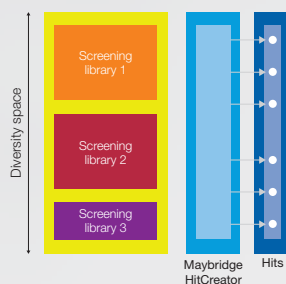 Diversity space
Screening
library 1
Screening
library 2
Screening
library 3
Maybridge
HitCreator
Hits